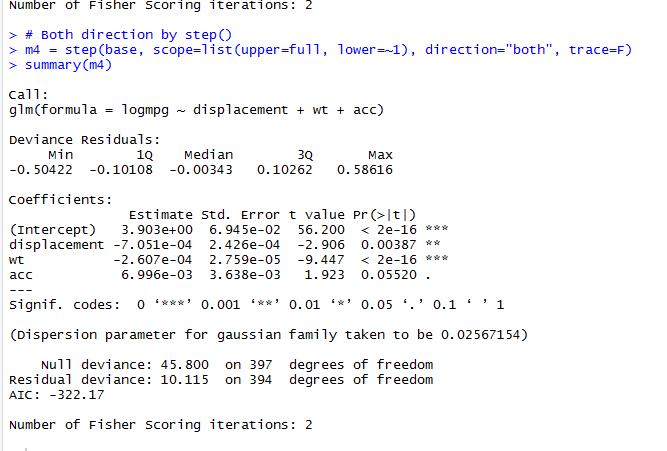 Number of Fisher Scoring iterations: 2
> # Both direction by step()
> m4 = step(base, scope=list(upper=full, lower=~1), direction="both", trace=F)
> summary(m4)
Call:
glm(formula = logmpg ~ displacement + wt + acc)
Deviance Residuals:
Min 1Q Median 3Q Max
-0.50422 -0.10108 -0.00343 0.10262 0.58616
Coefficients:
Estimate Std. Error t value Pr(>|t|)
(Intercept) 3.903e+00 6.945e-02 56.200 < 2e-16 ***
displacement -7.051e-04 2.426e-04 -2.906 0.00387 **
wt -2.607e-04 2.759e-05 -9.447 < 2e-16 ***
acc 6.996e-03 3.638e-03 1.923 0.05520 .
---
Signif. codes: 0 ‘***’ 0.001 ‘**’ 0.01 ‘*’ 0.05 ‘.’ 0.1 ‘ ’ 1
(Dispersion parameter for gaussian family taken to be 0.02567154)
Null deviance: 45.800 on 397 degrees of freedom
Residual deviance: 10.115 on 394 degrees of freedom
AIC: -322.17
Number of Fisher Scoring iterations: 2